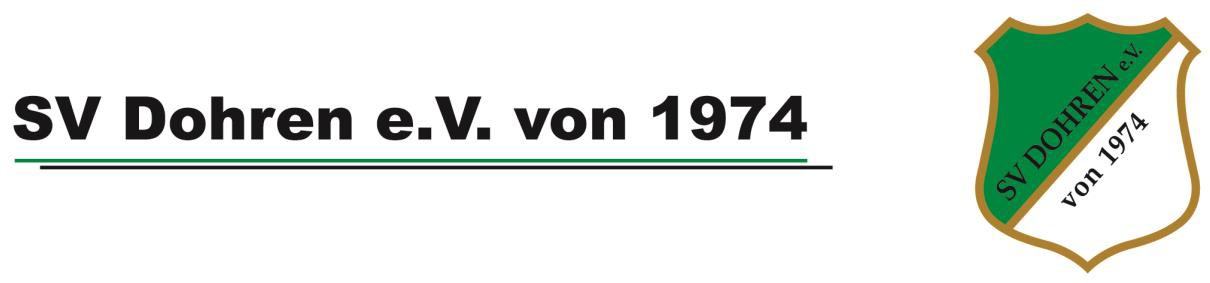 SV Dohren e.V. von 1974
SV DOHREN e.V.
von 1974